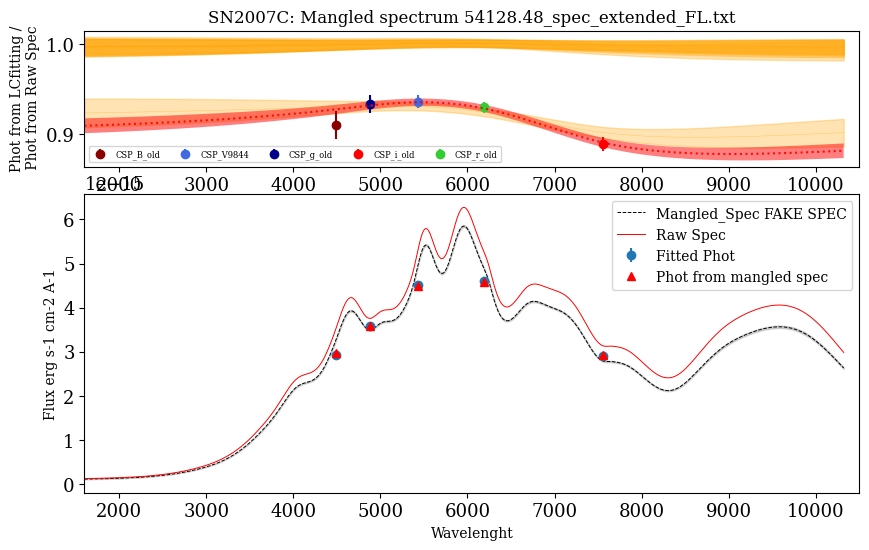 SN2007C: Mangled spectrum 54128.48_spec_extended_FL.txt
Phot from LCfitting /
Phot from Raw Spec
1.0
0.9
CSP_B_old CSP_V9844 CSP_g_old CSP_i_old CSP_r_old
2000 3000 4000 5000 6000 7000 8000 9000 10000
1e−15
Flux erg s-1 cm-2 A-1
6
5
4
3
2
1
0
Mangled_Spec FAKE SPEC
Raw Spec
Fitted Phot
Phot from mangled spec
2000 3000 4000 5000 6000 7000 8000 9000 10000
Wavelenght